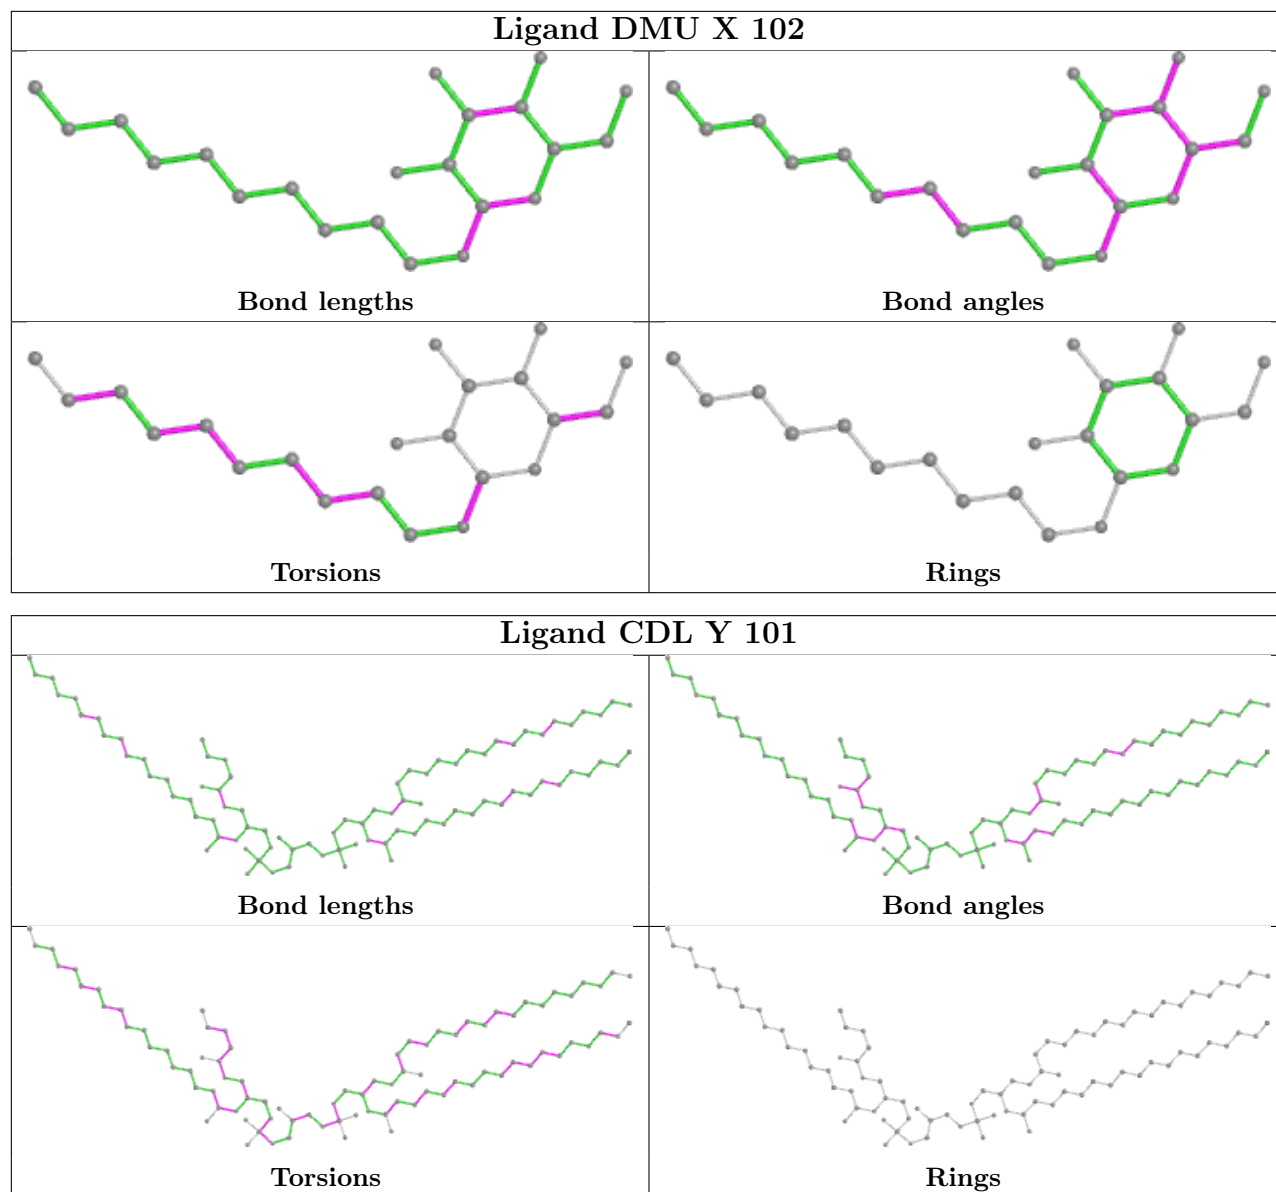 Ligand DMU X 102
Bond lengths
Bond angles
Torsions
Rings
Ligand CDL Y 101
Bond lengths
Bond angles
Torsions
Rings